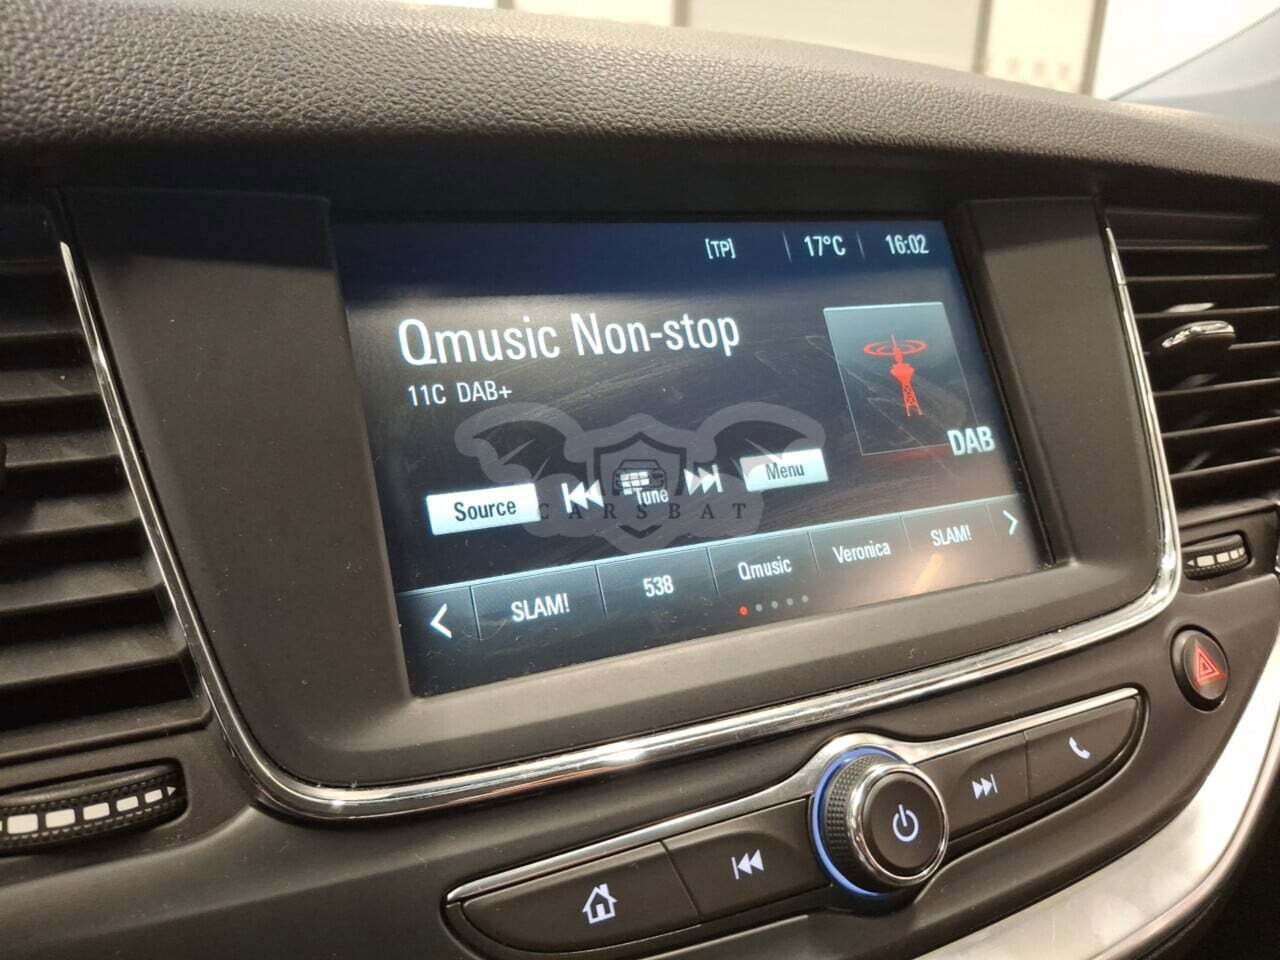 [TP] 17°C 16:02
Qmusic Non-stop
11C DAB+
DAB
Source Tune Menu
CARSBAT
SLAM! 538 Qmusic Veronica SLAM!